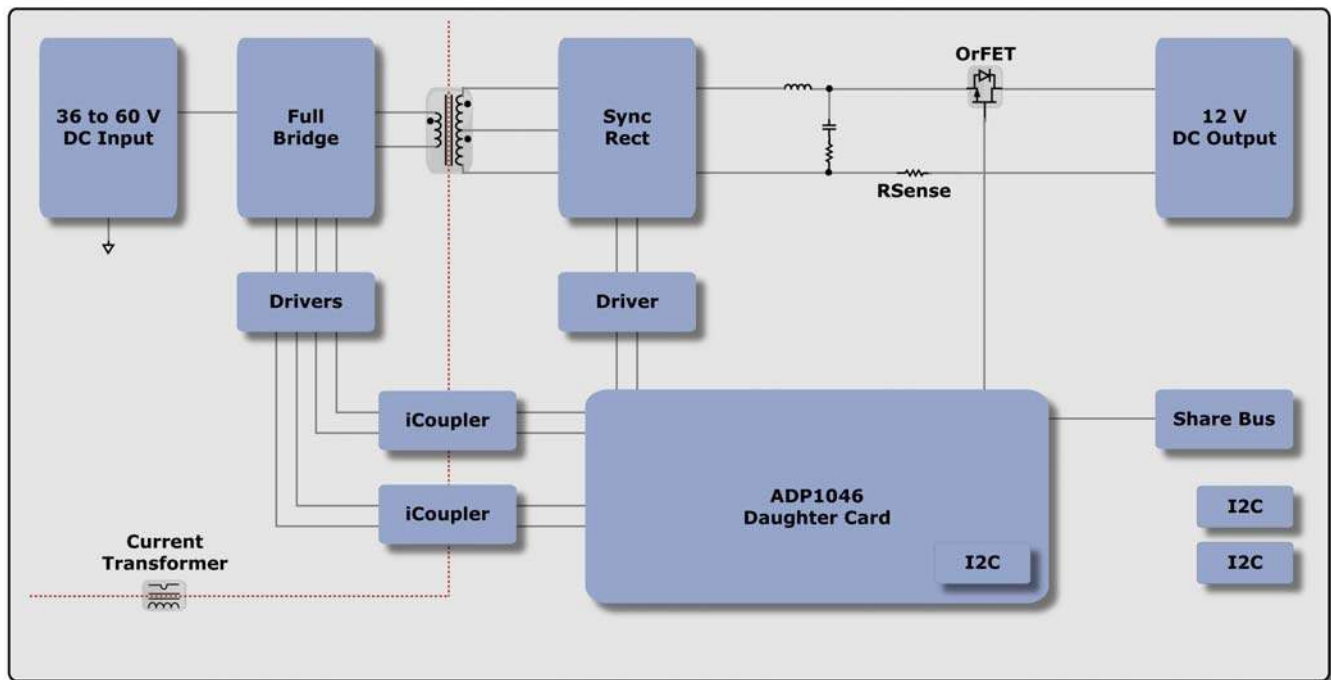 36 to 60 V
DC Input
Full
Bridge
Sync
Rect
OrFET
RSense
12 V
DC Output
Drivers
Driver
iCoupler
iCoupler
ADP1046
Daughter Card
I2C
Share Bus
I2C
I2C
Current
Transformer